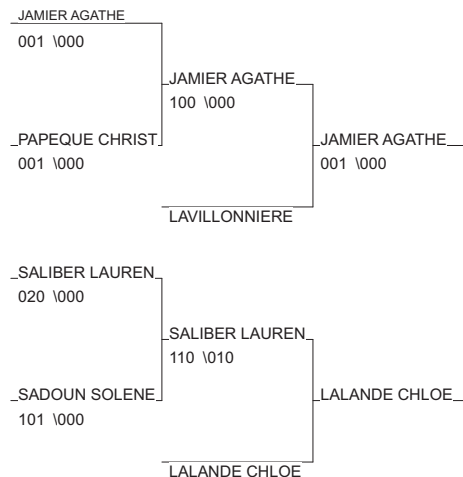 JAMIER AGATHE
001 \000
JAMIER AGATHE
100 \000
PAPEQUE CHRIST
001 \000
JAMIER AGATHE
001 \000
LAVILLONNIERE
SALIBER LAUREN
020 \000
SALIBER LAUREN
110 \010
SADOUN SOLENE
101 \000
LALANDE CHLOE
LALANDE CHLOE